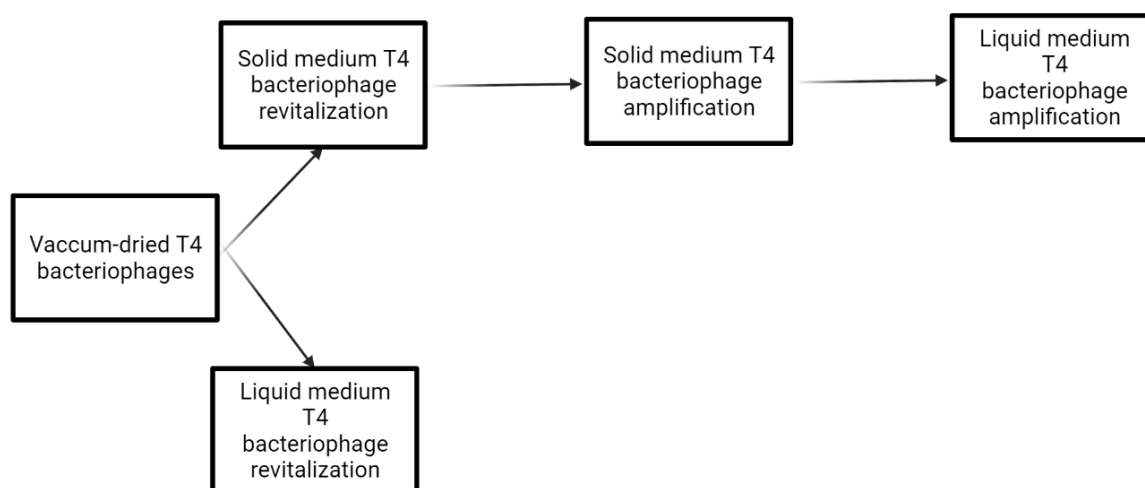 Solid medium T4
bacteriophage
revitalization
Solid medium T4
bacteriophage
amplification
Liquid medium
T4
bacteriophage
amplification
Vaccum-dried T4
bacteriophages
Liquid medium
T4
bacteriophage
revitalization